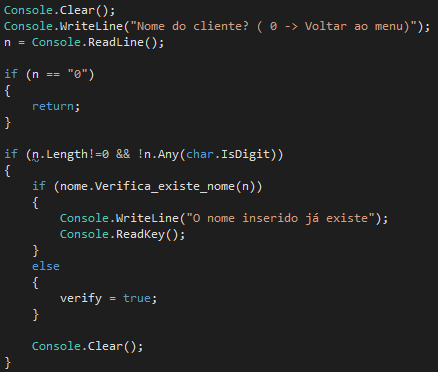 Console.Clear();
Console.WriteLine("Nome do cliente? ( 0 -> Voltar ao menu)");
n = Console.ReadLine();

if (n == "0")
{
    return;
}

if (n.Length!=0 && !n.Any(char.IsDigit))
{
    if (nome.Verifica_existe_nome(n))
    {
        Console.WriteLine("O nome inserido já existe");
        Console.ReadKey();
    }
    else
    {
        verify = true;
    }

    Console.Clear();
}